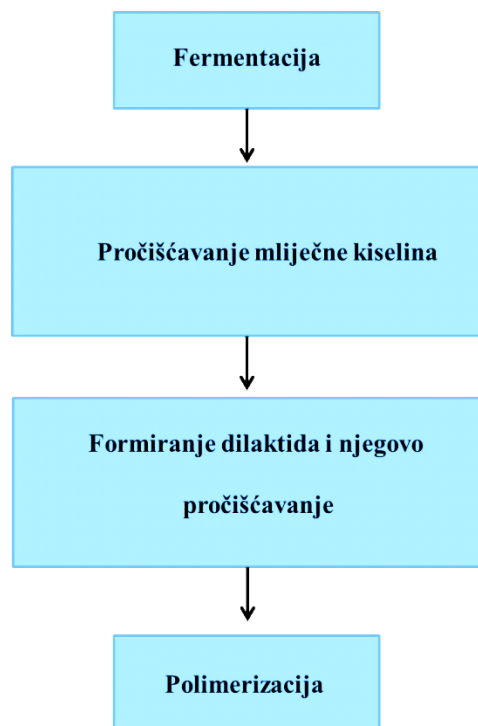 Fermentacija
Pročišćavanje mliječne kiselina
Formiranje dilaktida i njegovo
pročišćavanje
Polimerizacija